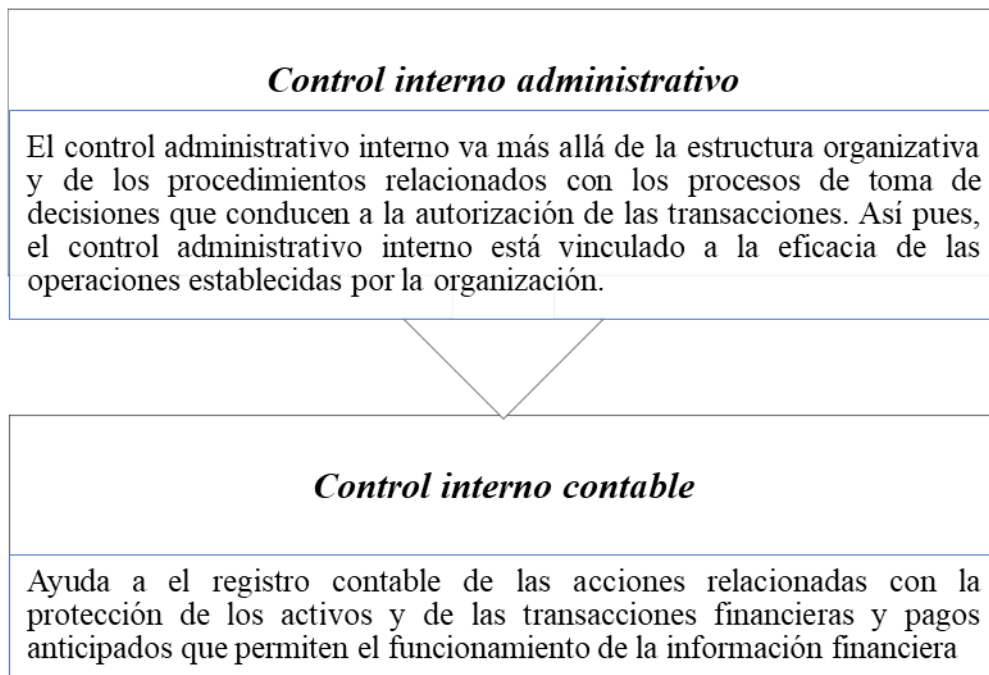 Control interno administrativo
El control administrativo interno va más allá de la estructura organizativa
y de los procedimientos relacionados con los procesos de toma de
decisiones que conducen a la autorización de las transacciones. Así pues,
el control administrativo interno está vinculado a la eficacia de las
operaciones establecidas por la organización.
Control interno contable
Ayuda a el registro contable de las acciones relacionadas con la
protección de los activos y de las transacciones financieras y pagos
anticipados que permiten el funcionamiento de la información financiera